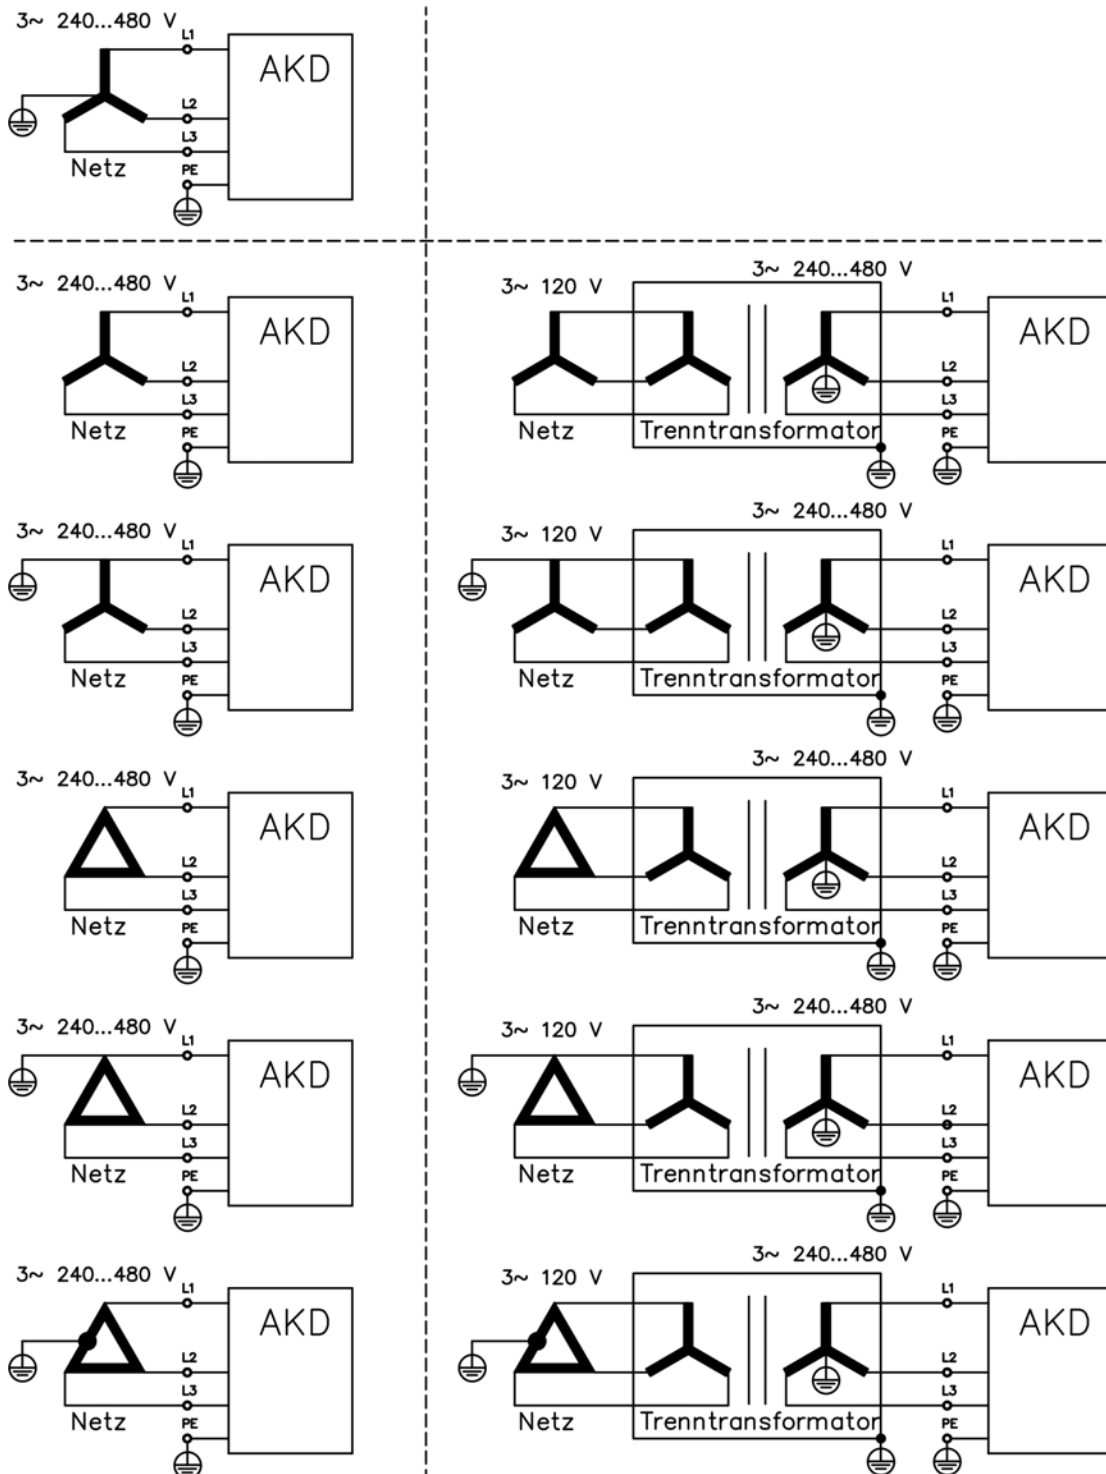 3~ 240...480 V
L1
AKD
L2
L3
Netz
PE
3~ 240...480 V
L1
AKD
L2
L3
Netz
PE
3~ 120 V
3~ 240...480 V
L1
AKD
L2
L3
Netz
Trenntransformator
PE
3~ 240...480 V
L1
AKD
L2
L3
Netz
PE
3~ 120 V
3~ 240...480 V
L1
AKD
L2
L3
Netz
Trenntransformator
PE
3~ 240...480 V
L1
AKD
L2
L3
Netz
PE
3~ 120 V
3~ 240...480 V
L1
AKD
L2
L3
Netz
Trenntransformator
PE
3~ 240...480 V
L1
AKD
L2
L3
Netz
PE
3~ 120 V
3~ 240...480 V
L1
AKD
L2
L3
Netz
Trenntransformator
PE
3~ 240...480 V
L1
AKD
L2
L3
Netz
PE
3~ 120 V
3~ 240...480 V
L1
AKD
L2
L3
Netz
Trenntransformator
PE